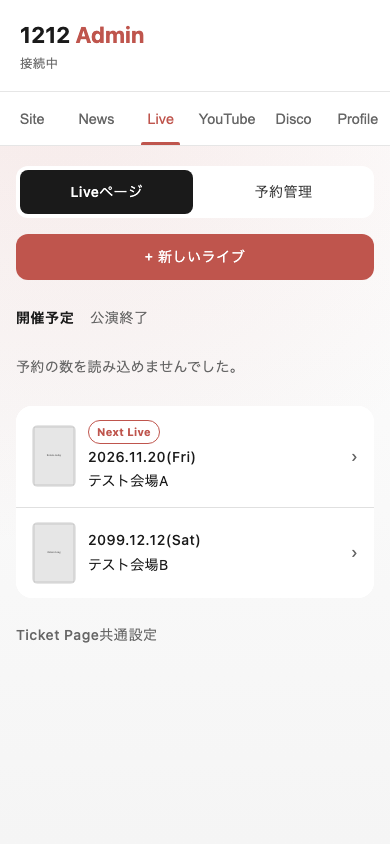 1212 Admin
接続中
Site News Live YouTube Disco Profile
Liveページ 予約管理
+ 新しいライブ
開催予定 公演終了
予約の数を読み込めませんでした。
Next Live
2026.11.20(Fri)
テスト会場A
›
2099.12.12(Sat)
テスト会場B
›
Ticket Page共通設定